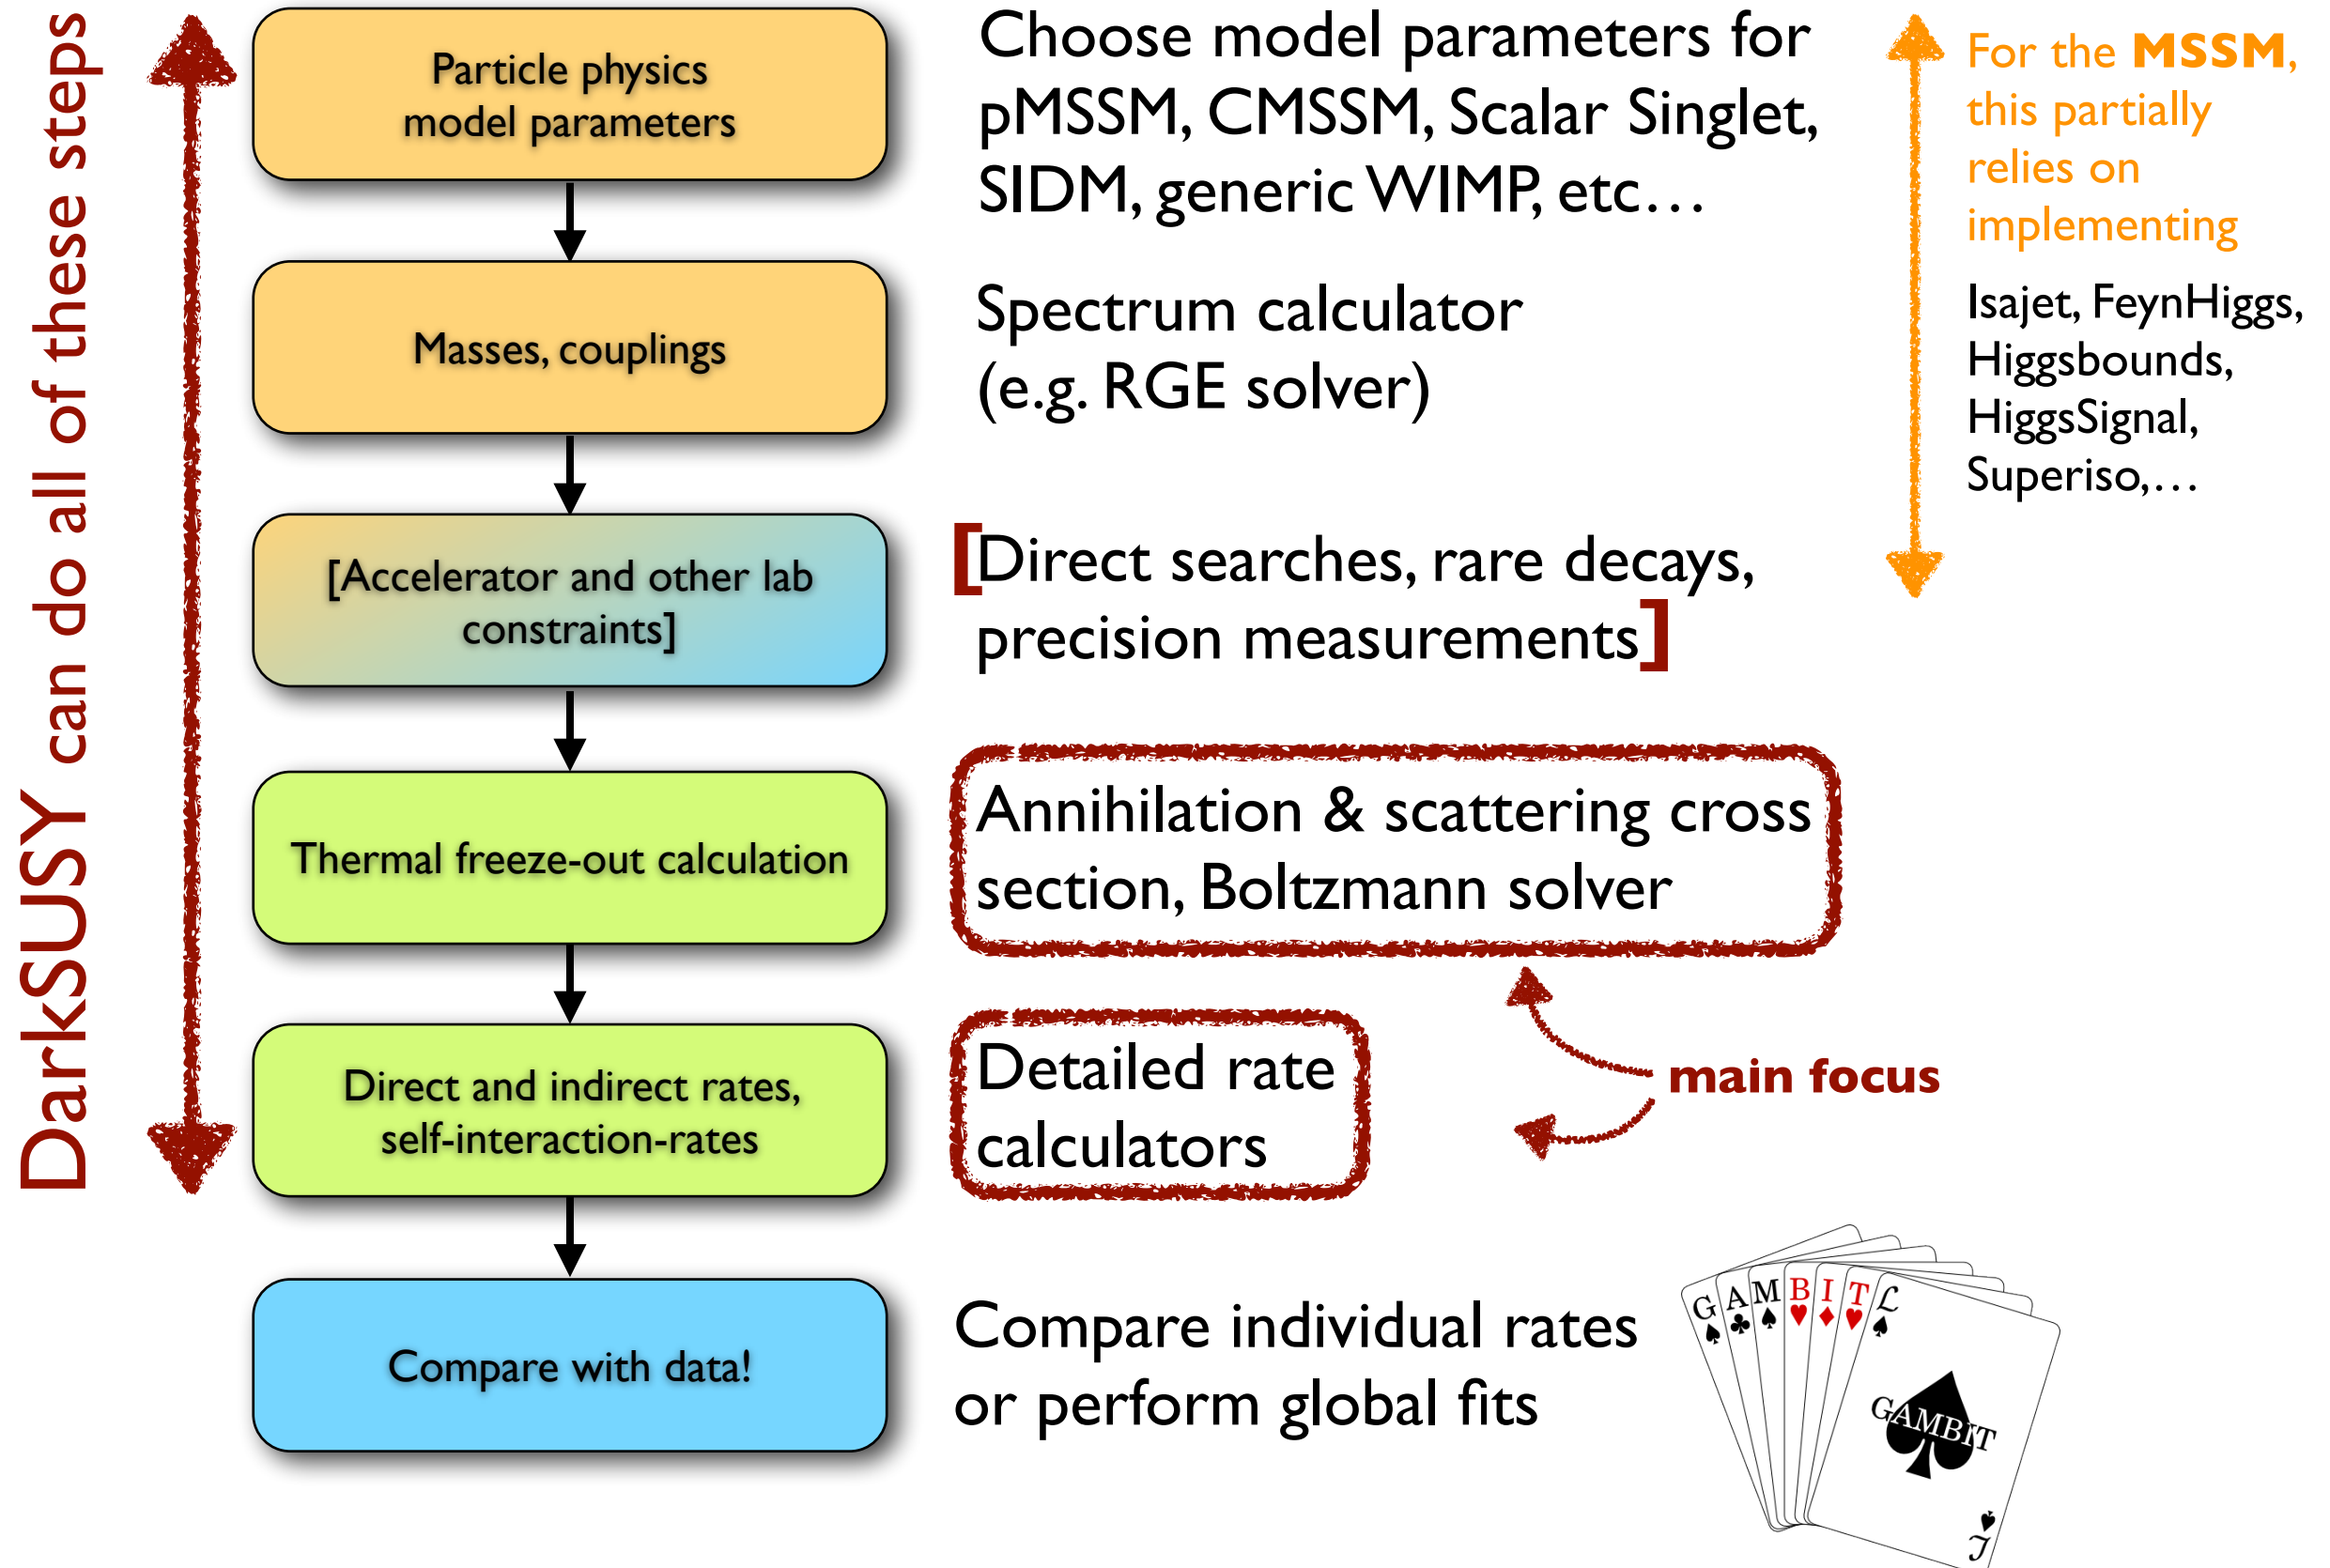 DarkSUSY can do all of these steps
Particle physics
model parameters
Choose model parameters for
pMSSM, CMSSM, Scalar Singlet,
SIDM, generic WIMP, etc…
For the MSSM,
this partially
relies on
implementing
Isajet, FeynHiggs,
Higgsbounds,
HiggsSignal,
Superiso,…
Masses, couplings
Spectrum calculator
(e.g. RGE solver)
[Accelerator and other lab
constraints]
[Direct searches, rare decays,
precision measurements]
Thermal freeze-out calculation
Annihilation & scattering cross
section, Boltzmann solver
Direct and indirect rates,
self-interaction-rates
Detailed rate
calculators
main focus
Compare with data!
Compare individual rates
or perform global fits
G A M B I T ℒ
GAMBIT
ℒ